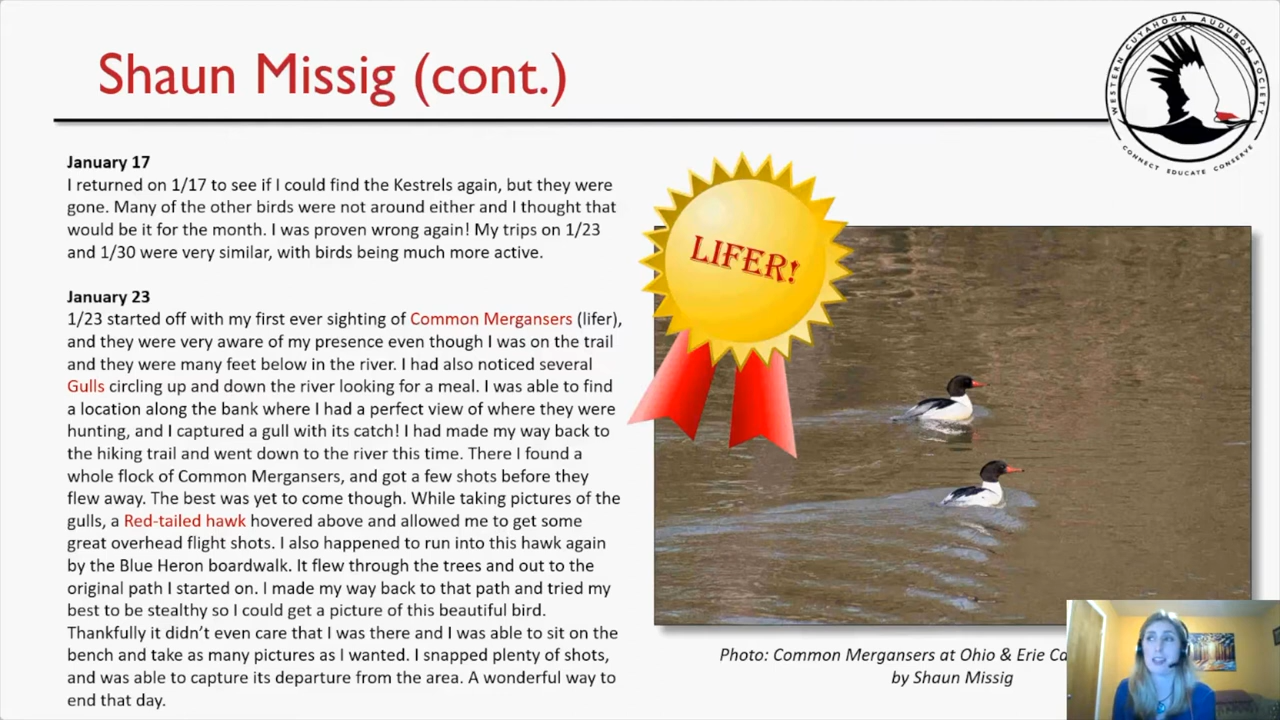 Shaun Missig (cont.)
WESTERN CUYAHOGA AUDUBON SOCIETY
CONNECT EDUCATE CONSERVE
January 17
I returned on 1/17 to see if I could find the Kestrels again, but they were
gone. Many of the other birds were not around either and I thought that
would be it for the month. I was proven wrong again! My trips on 1/23
and 1/30 were very similar, with birds being much more active.
January 23
1/23 started off with my first ever sighting of Common Mergansers (lifer),
and they were very aware of my presence even though I was on the trail
and they were many feet below in the river. I had also noticed several
Gulls circling up and down the river looking for a meal. I was able to find
a location along the bank where I had a perfect view of where they were
hunting, and I captured a gull with its catch! I had made my way back to
the hiking trail and went down to the river this time. There I found a
whole flock of Common Mergansers, and got a few shots before they
flew away. The best was yet to come though. While taking pictures of the
gulls, a Red-tailed hawk hovered above and allowed me to get some
great overhead flight shots. I also happened to run into this hawk again
by the Blue Heron boardwalk. It flew through the trees and out to the
original path I started on. I made my way back to that path and tried my
best to be stealthy so I could get a picture of this beautiful bird.
Thankfully it didn't even care that I was there and I was able to sit on the
bench and take as many pictures as I wanted. I snapped plenty of shots,
and was able to capture its departure from the area. A wonderful way to
end that day.
LIFER!
Photo: Common Mergansers at Ohio & Erie Ca
by Shaun Missig